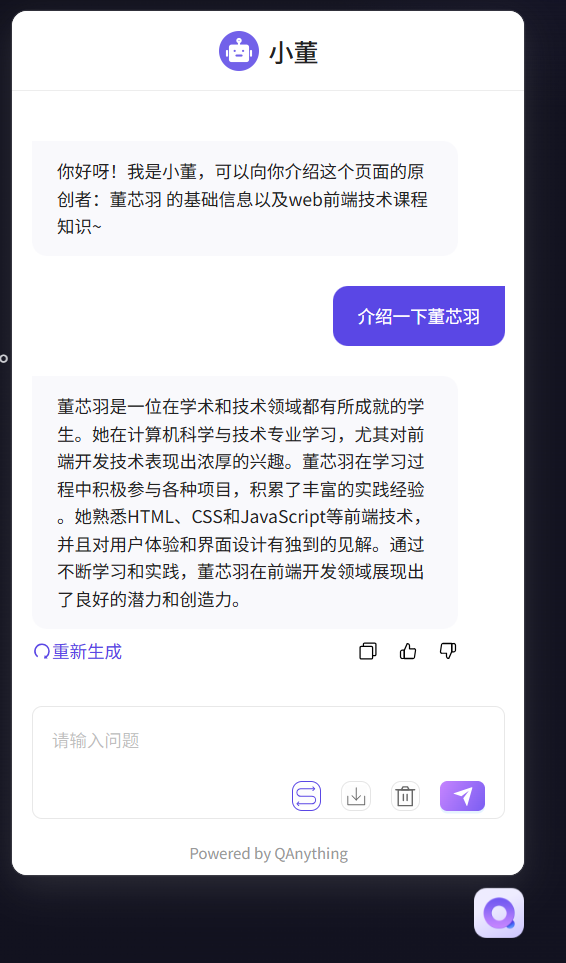 小董
你好呀！我是小董，可以向你介绍这个页面的原
创者：董芯羽 的基础信息以及web前端技术课程
知识~
介绍一下董芯羽
董芯羽是一位在学术和技术领域都有所成就的学
生。她在计算机科学与技术专业学习，尤其对前
端开发技术表现出浓厚的兴趣。董芯羽在学习过
程中积极参与各种项目，积累了丰富的实践经验
。她熟悉HTML、CSS和JavaScript等前端技术，
并且对用户体验和界面设计有独到的见解。通过
不断学习和实践，董芯羽在前端开发领域展现出
了良好的潜力和创造力。
重新生成
请输入问题
Powered by QAnything